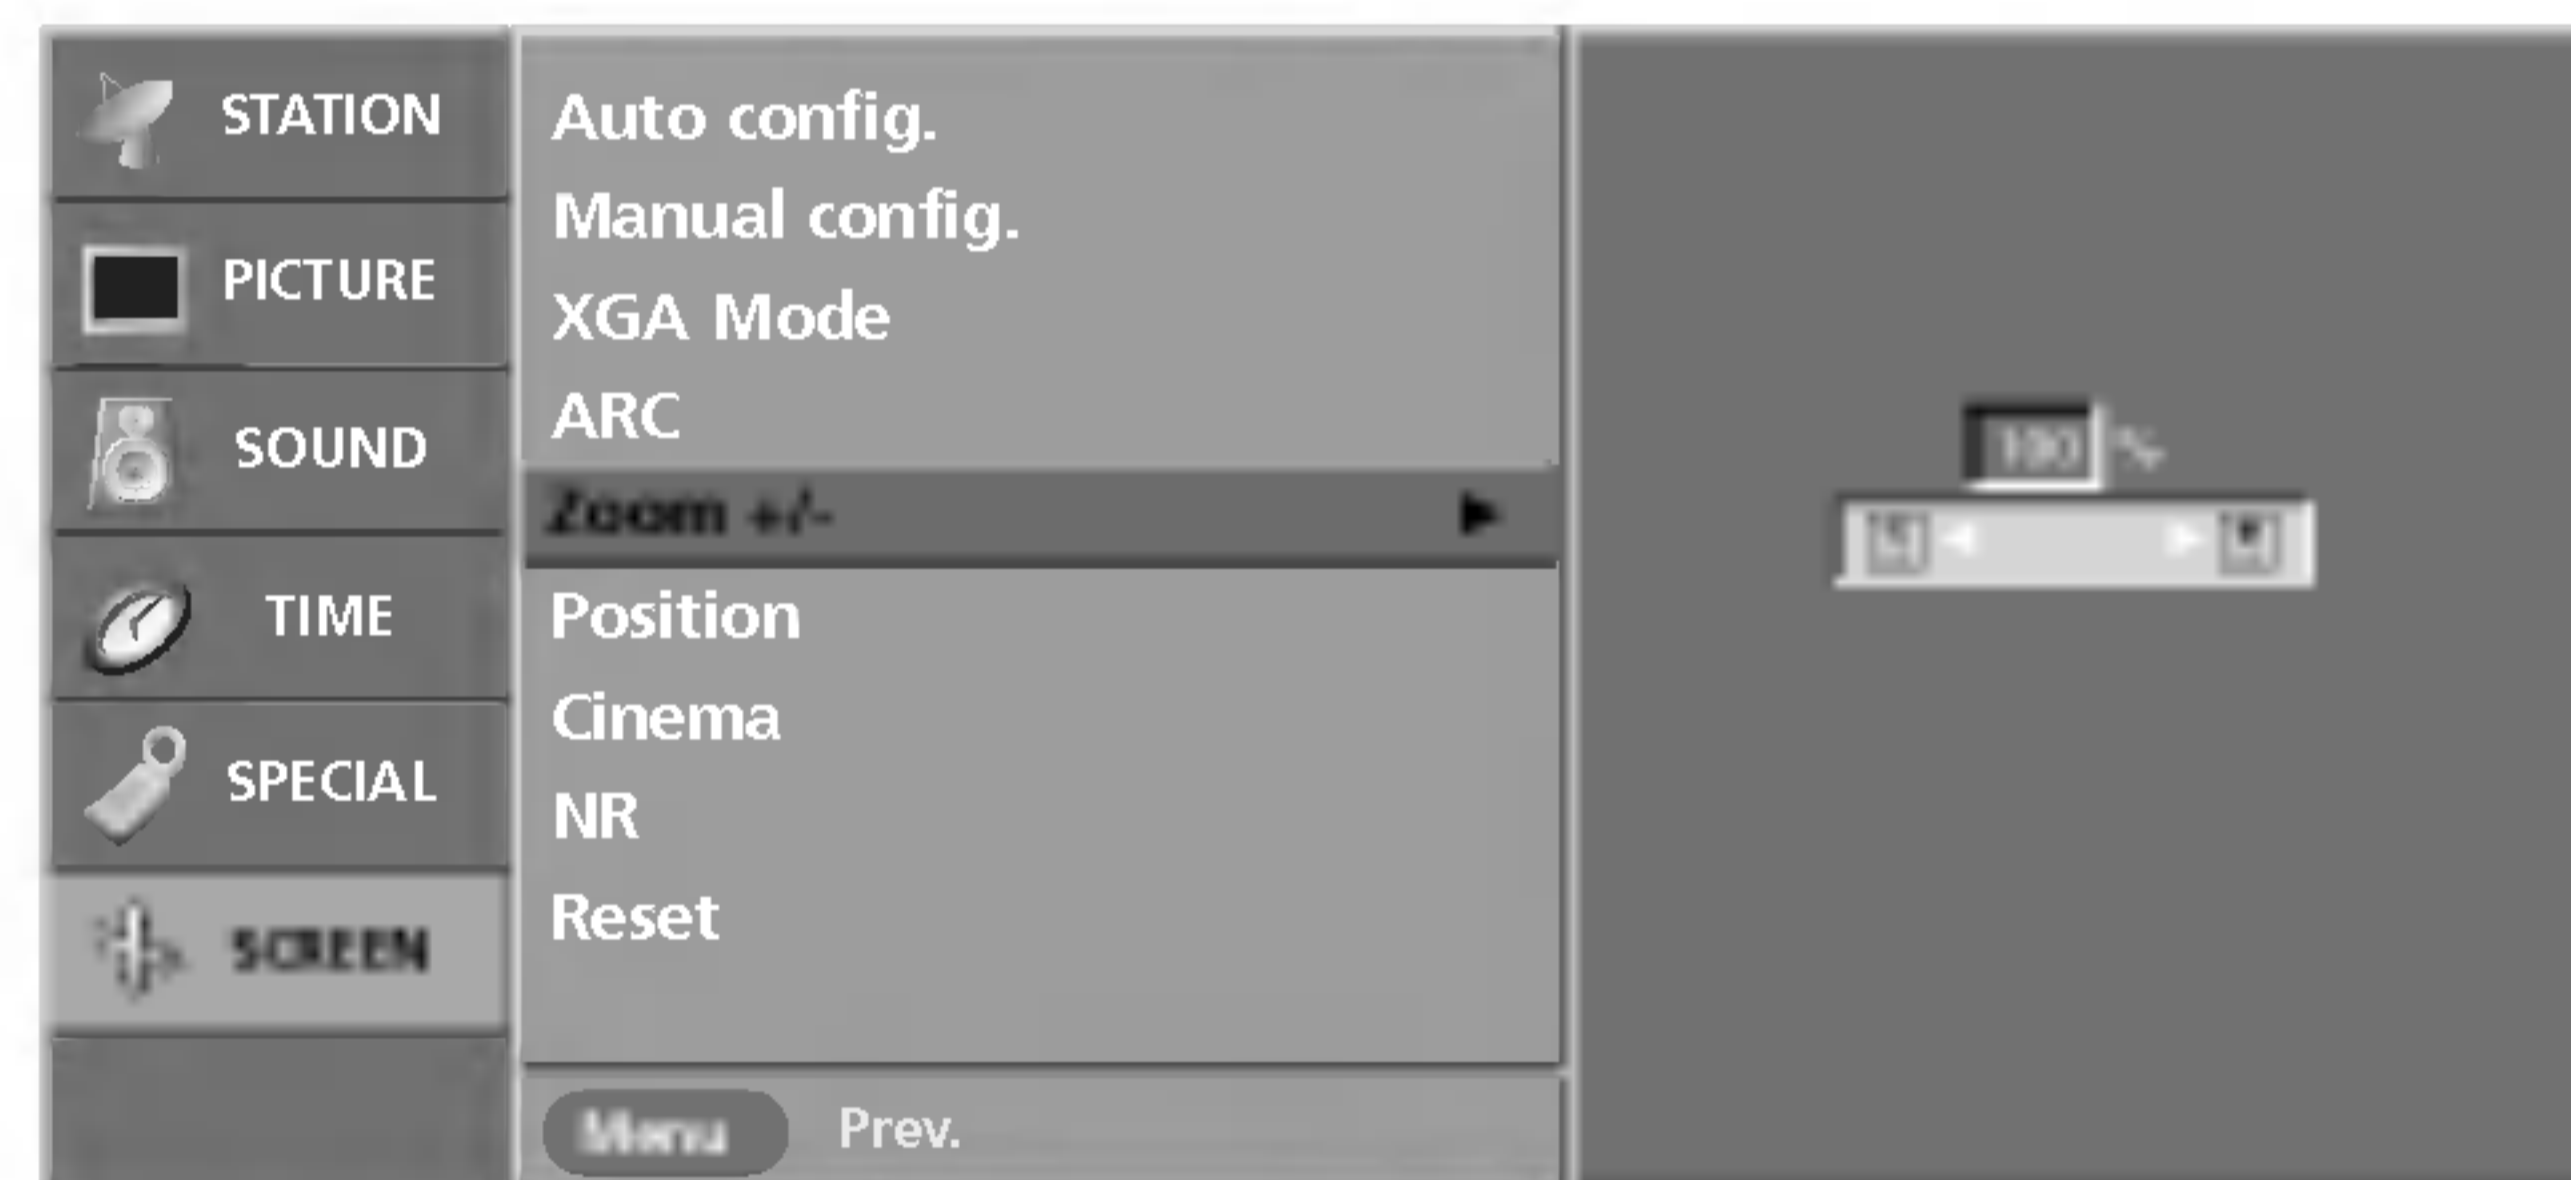 STATION
PICTURE
SOUND
TIME
SPECIAL
SCREEN
Auto config.
Manual config.
XGA Mode
ARC
Zoom +/-
Position
Cinema
NR
Reset
Menu Prev.
100 %